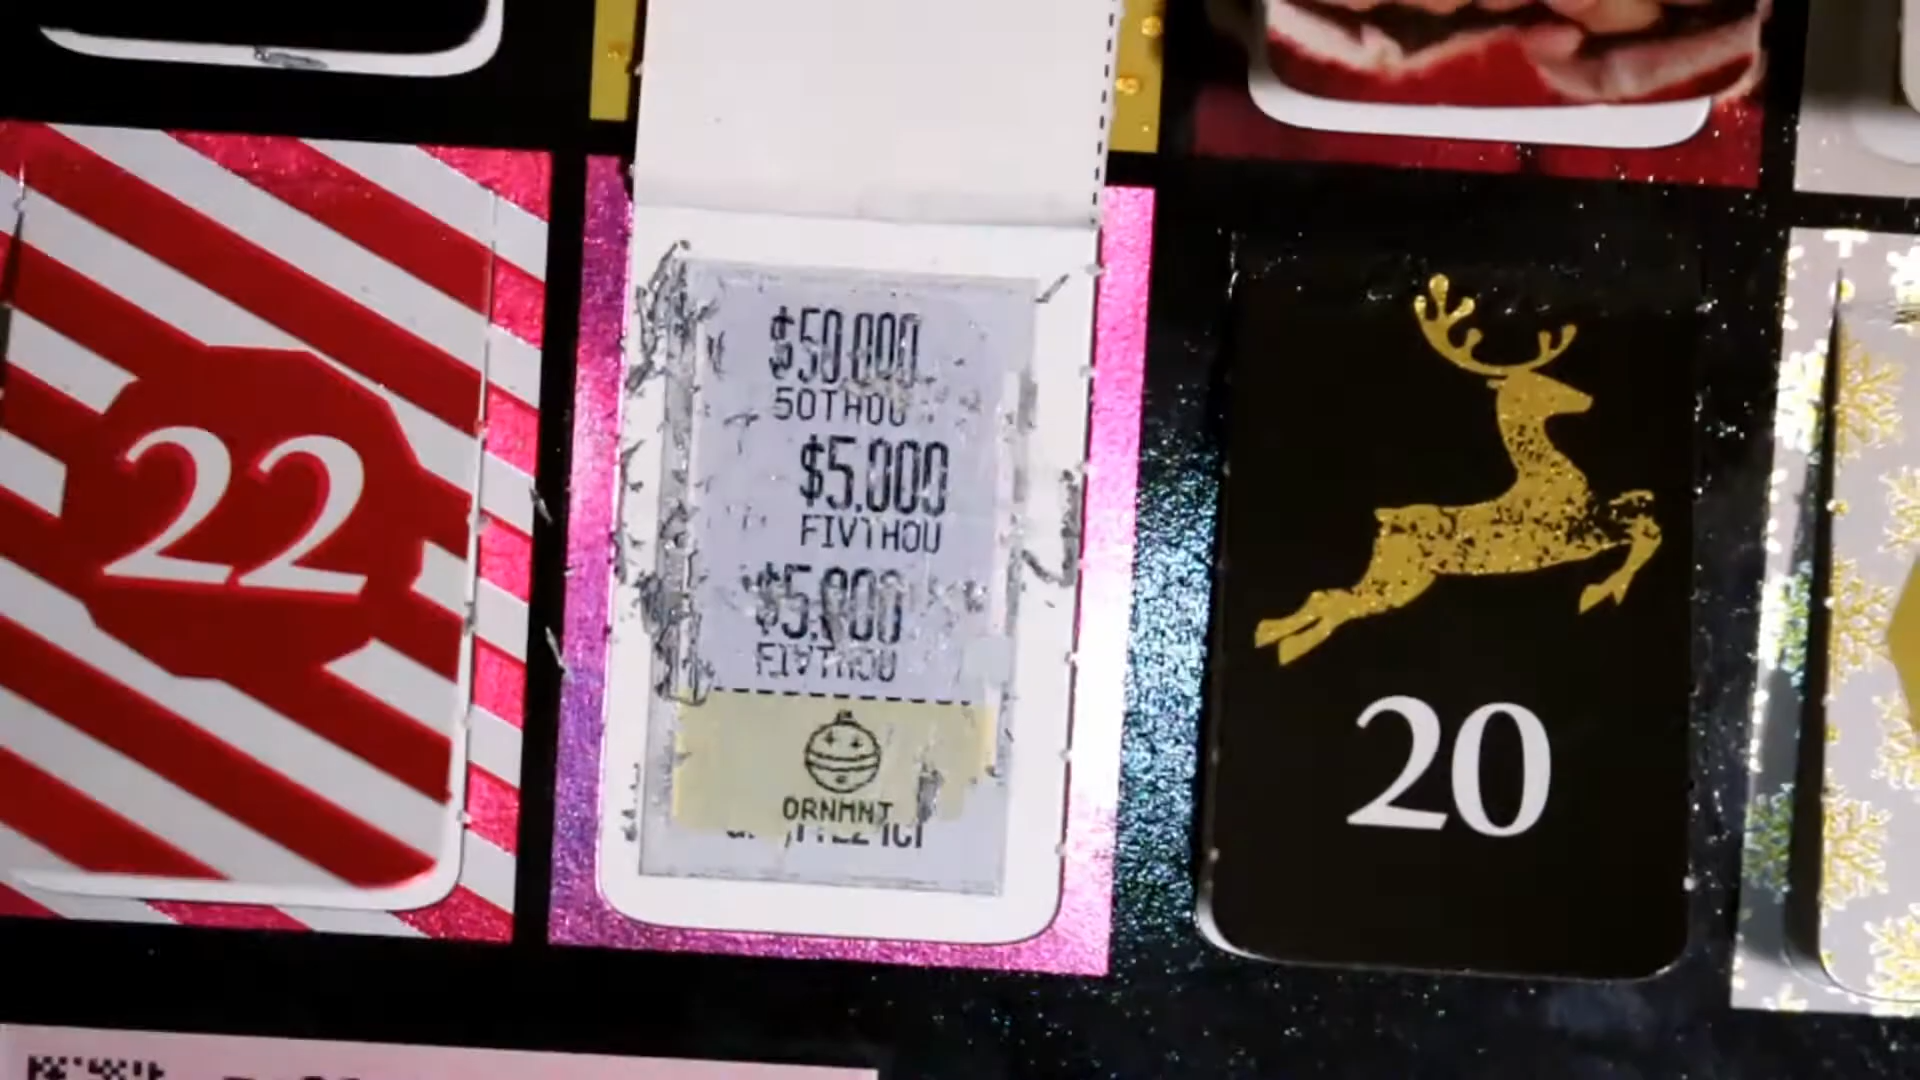 22
$50,000
50THOU
$5,000
FIVTHOU
$5,000
FIVTHOU
ORNMNT
20